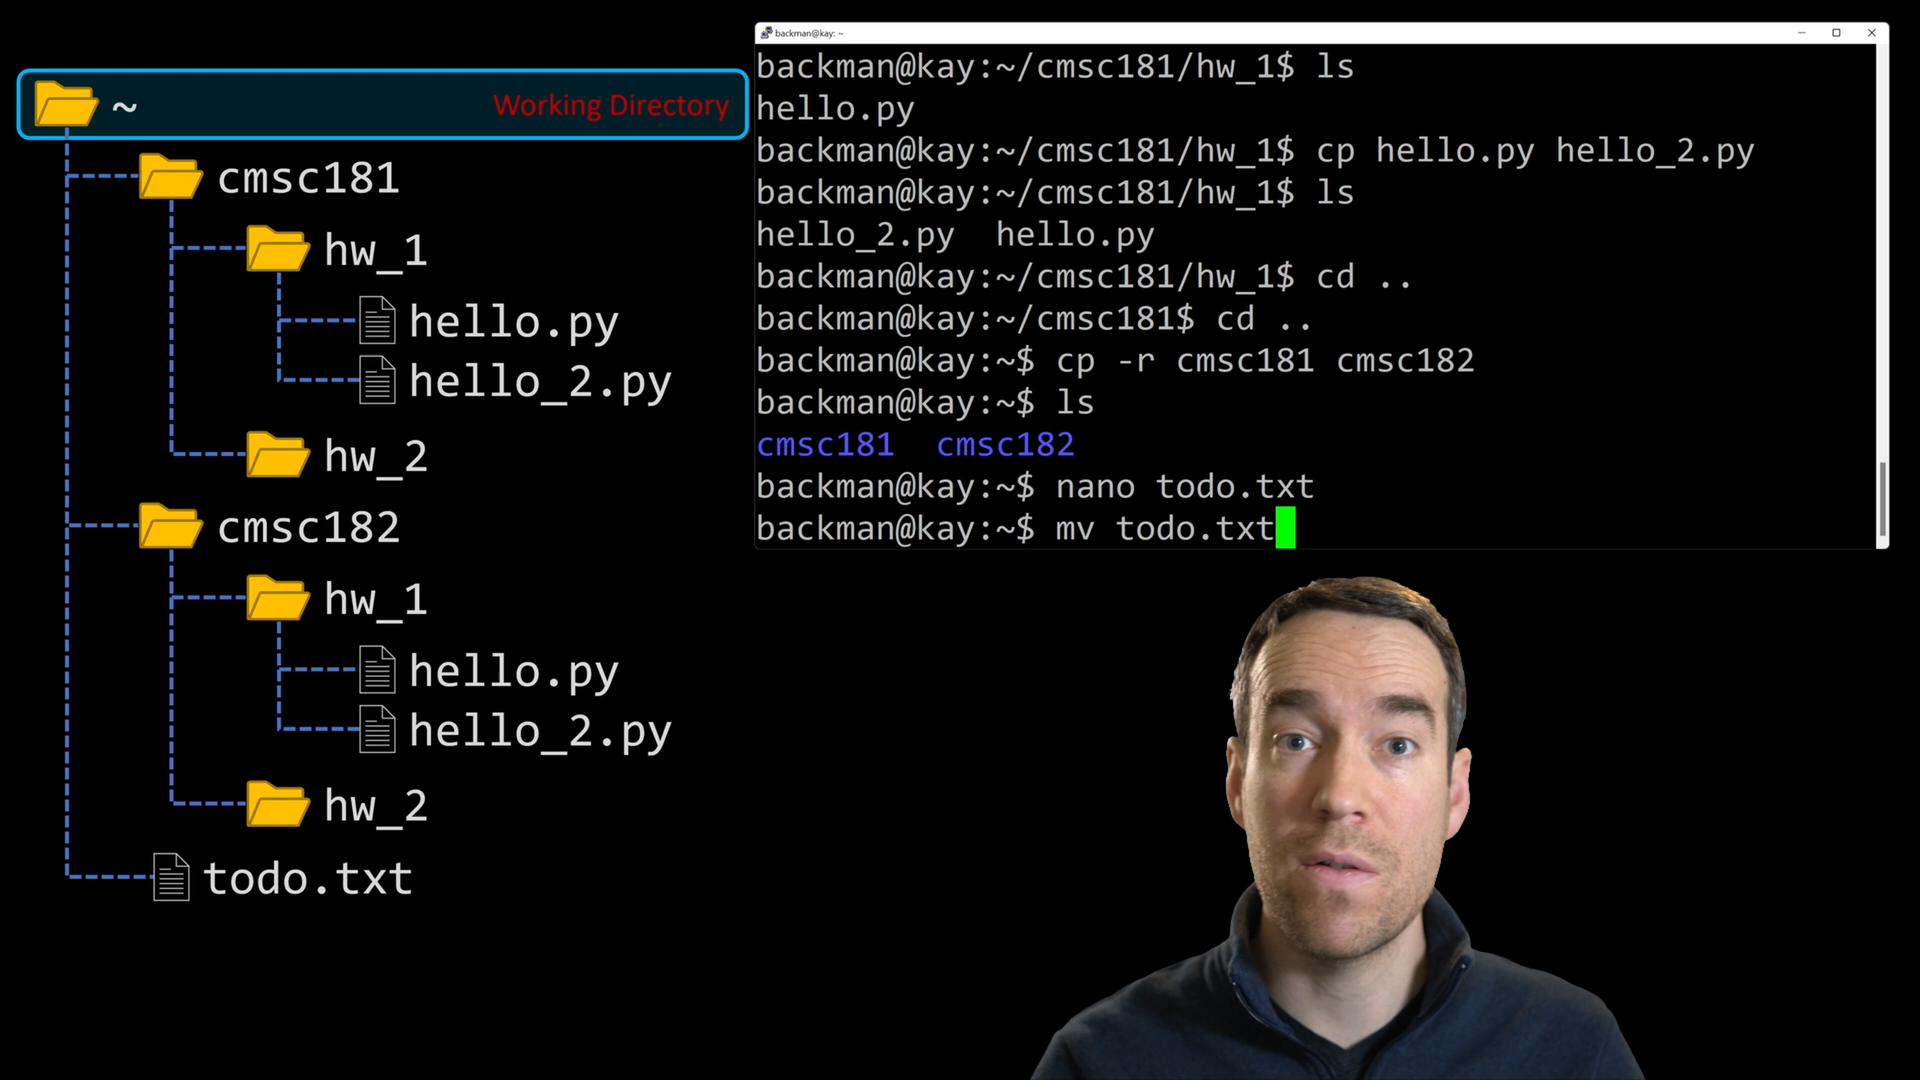 ~ Working Directory
cmsc181
hw_1
hello.py
hello_2.py
hw_2
cmsc182
hw_1
hello.py
hello_2.py
hw_2
todo.txt
backman@kay: ~
backman@kay:~/cmsc181/hw_1$ ls
hello.py
backman@kay:~/cmsc181/hw_1$ cp hello.py hello_2.py
backman@kay:~/cmsc181/hw_1$ ls
hello_2.py  hello.py
backman@kay:~/cmsc181/hw_1$ cd ..
backman@kay:~/cmsc181$ cd ..
backman@kay:~$ cp -r cmsc181 cmsc182
backman@kay:~$ ls
cmsc181  cmsc182
backman@kay:~$ nano todo.txt
backman@kay:~$ mv todo.txt